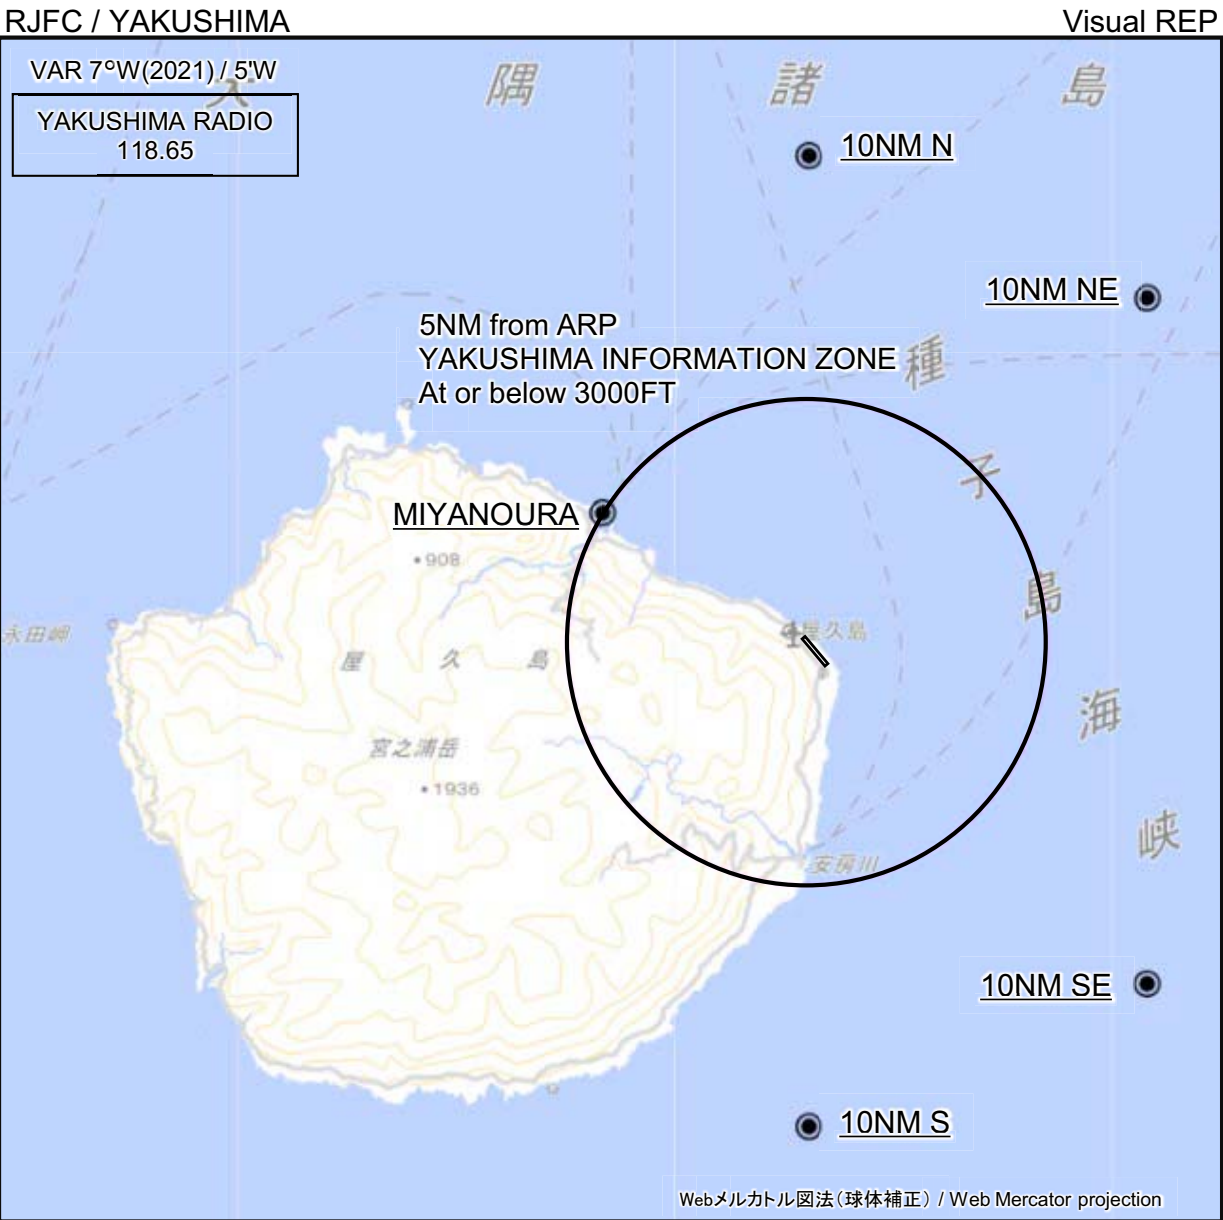 RJFC / YAKUSHIMA
Visual REP
VAR 7°W(2021) / 5'W
YAKUSHIMA RADIO
118.65
大 隅 諸 島
10NM N
10NM NE
5NM from ARP
YAKUSHIMA INFORMATION ZONE
At or below 3000FT
種子島海峡
MIYANOURA
908
永田岬
屋久島
屋 久 島
宮之浦岳
1936
安房川
10NM SE
10NM S
Webメルカトル図法(球体補正) / Web Mercator projection